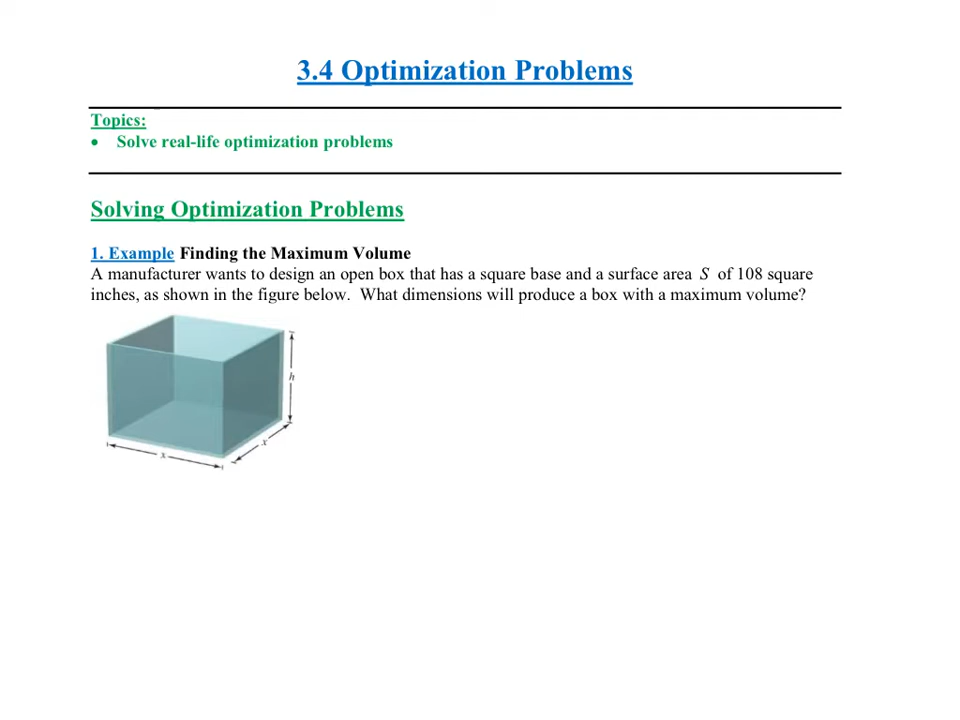 3.4 Optimization Problems
Topics:
• Solve real-life optimization problems
Solving Optimization Problems
1. Example Finding the Maximum Volume
A manufacturer wants to design an open box that has a square base and a surface area S of 108 square
inches, as shown in the figure below. What dimensions will produce a box with a maximum volume?
h
x
x